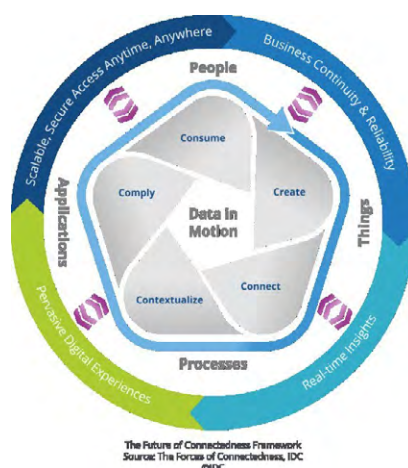 Scalable, Secure Access Anytime, Anywhere
Business Continuity & Reliability
People
Consume
Comply
Create
Applications
Data in
Motion
Things
Contextualize
Connect
Pervasive Digital Experiences
Real-time Insights
Processes
The Future of Connectedness Framework
Source: The Forces of Connectedness, IDC